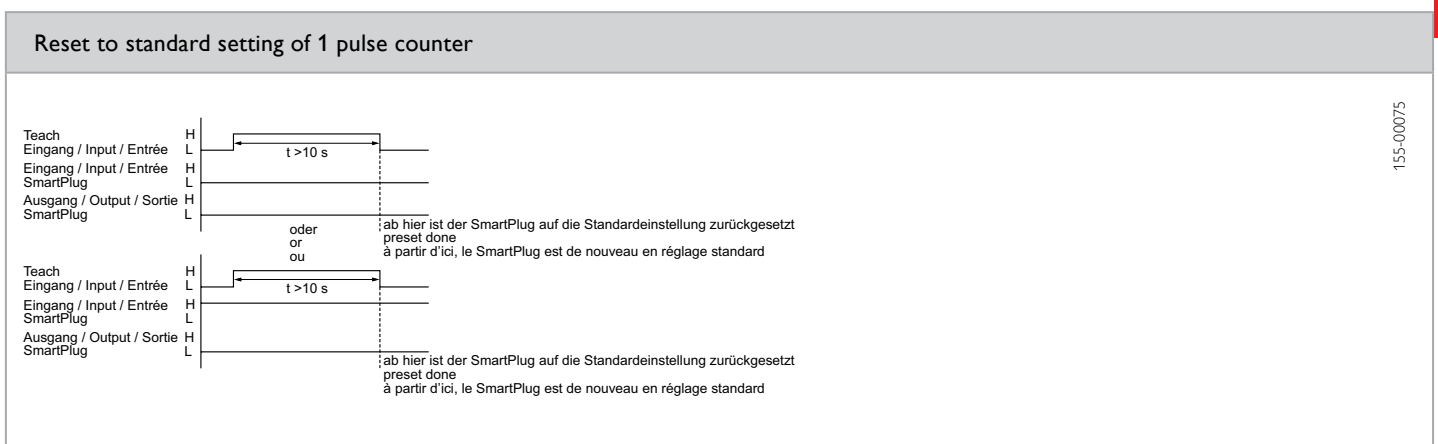 Reset to standard setting of 1 pulse counter
155-00075
Teach H
Eingang / Input / Entrée L
t >10 s
Eingang / Input / Entrée H
SmartPlug L
Ausgang / Output / Sortie H
SmartPlug L
oder
or
ou
ab hier ist der SmartPlug auf die Standardeinstellung zurückgesetzt
preset done
à partir d'ici, le SmartPlug est de nouveau en réglage standard
Teach H
Eingang / Input / Entrée L
t >10 s
Eingang / Input / Entrée H
SmartPlug L
Ausgang / Output / Sortie H
SmartPlug L
ab hier ist der SmartPlug auf die Standardeinstellung zurückgesetzt
preset done
à partir d'ici, le SmartPlug est de nouveau en réglage standard